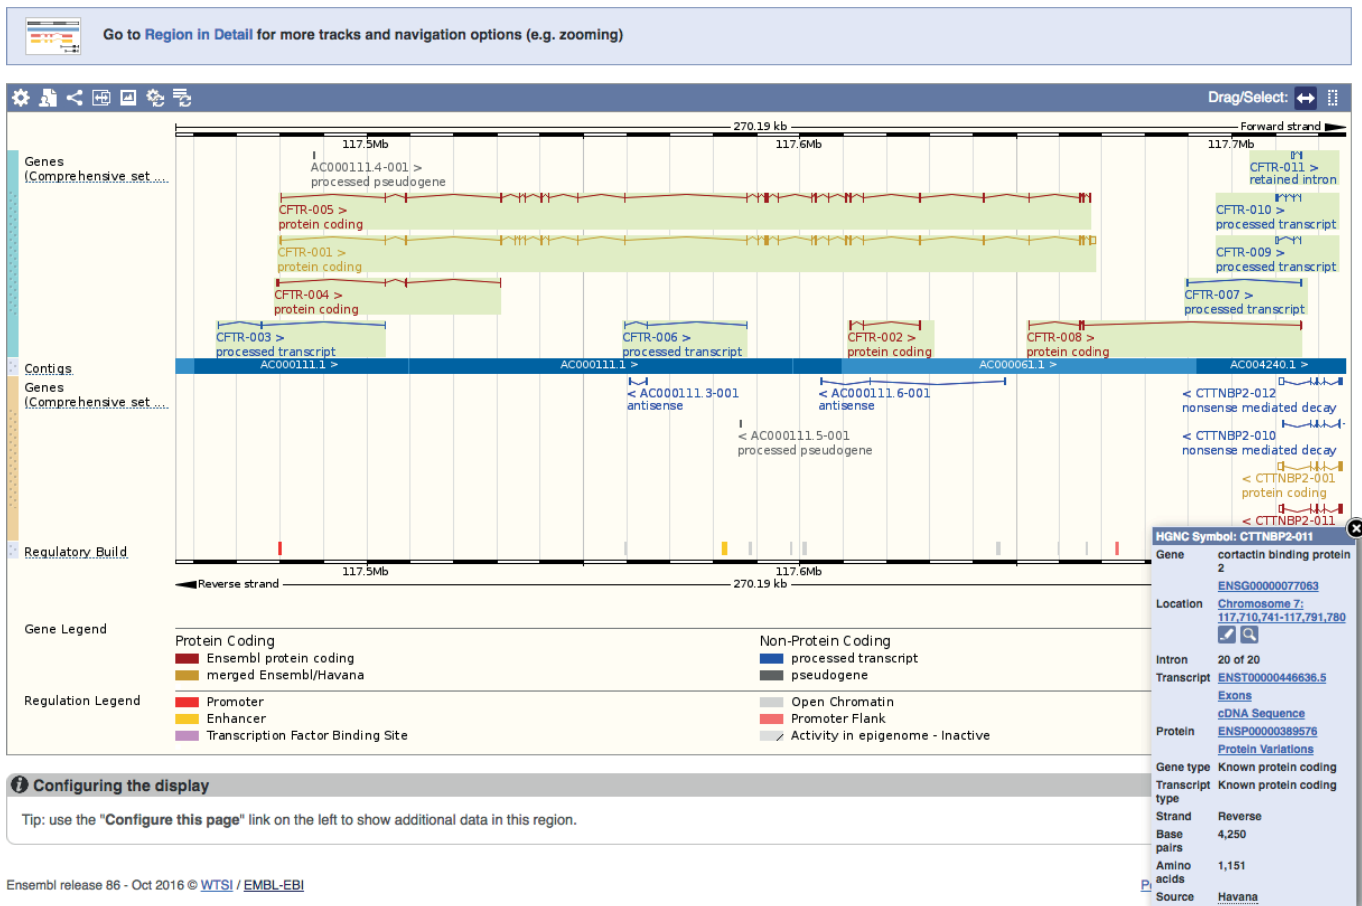 Go to Region in Detail for more tracks and navigation options (e.g. zooming)
Drag/Select:
270.19 kb
Forward strand
117.5Mb
117.6Mb
117.7Mb
Genes
(Comprehensive set ...
AC000111.4-001 >
processed pseudogene
CFTR-011 >
retained intron
CFTR-005 >
protein coding
CFTR-010 >
processed transcript
CFTR-001 >
protein coding
CFTR-009 >
processed transcript
CFTR-004 >
protein coding
CFTR-007 >
processed transcript
CFTR-003 >
processed transcript
CFTR-006 >
processed transcript
CFTR-002 >
protein coding
CFTR-008 >
protein coding
Contigs
AC000111.1 >
AC000111.1 >
AC000061.1 >
AC004240.1 >
Genes
(Comprehensive set ...
< AC000111.3-001
antisense
< AC000111.6-001
antisense
< CTTNBP2-012
nonsense mediated decay
< AC000111.5-001
processed pseudogene
< CTTNBP2-010
nonsense mediated decay
< CTTNBP2-001
protein coding
< CTTNBP2-011
Regulatory Build
117.5Mb
117.6Mb
Reverse strand
270.19 kb
Gene Legend
Protein Coding
Ensembl protein coding
merged Ensembl/Havana
Non-Protein Coding
processed transcript
pseudogene
Regulation Legend
Promoter
Enhancer
Transcription Factor Binding Site
Open Chromatin
Promoter Flank
Activity in epigenome - Inactive
HGNC Symbol: CTTNBP2-011
Gene cortactin binding protein
2
ENSG00000077063
Location Chromosome 7:
117,710,741-117,791,780
Intron 20 of 20
Transcript ENST00000446636.5
Exons
cDNA Sequence
Protein ENSP00000389576
Protein Variations
Gene type Known protein coding
Transcript Known protein coding
type
Strand Reverse
Base 4,250
pairs
Amino 1,151
acids
Source Havana
Configuring the display
Tip: use the "Configure this page" link on the left to show additional data in this region.
Ensembl release 86 - Oct 2016 © WTSI / EMBL-EBI